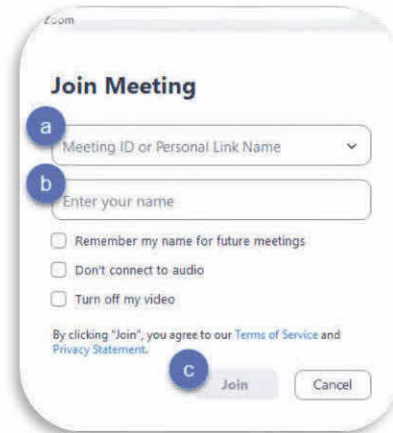 Zoom
Join Meeting
a
Meeting ID or Personal Link Name
b
Enter your name
Remember my name for future meetings
Don't connect to audio
Turn off my video
By clicking "Join", you agree to our Terms of Service and
Privacy Statement.
c
Join
Cancel